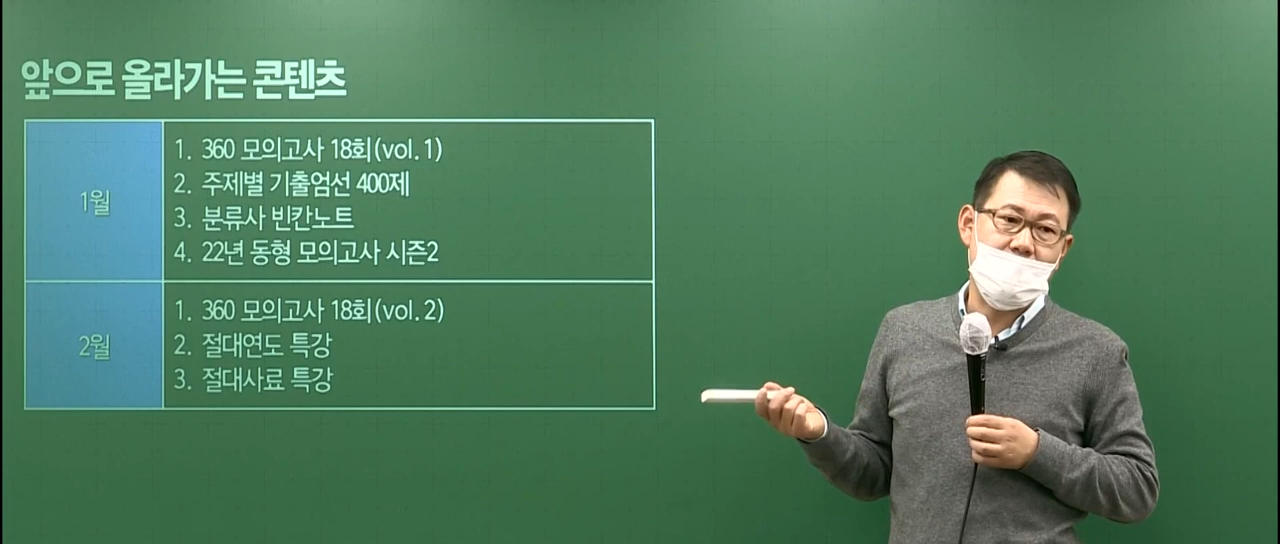 앞으로 올라가는 콘텐츠
1월
1. 360 모의고사 18회(vol.1)
2. 주제별 기출엄선 400제
3. 분류사 빈칸노트
4. 22년 동형 모의고사 시즌2
2월
1. 360 모의고사 18회(vol.2)
2. 절대연도 특강
3. 절대사료 특강